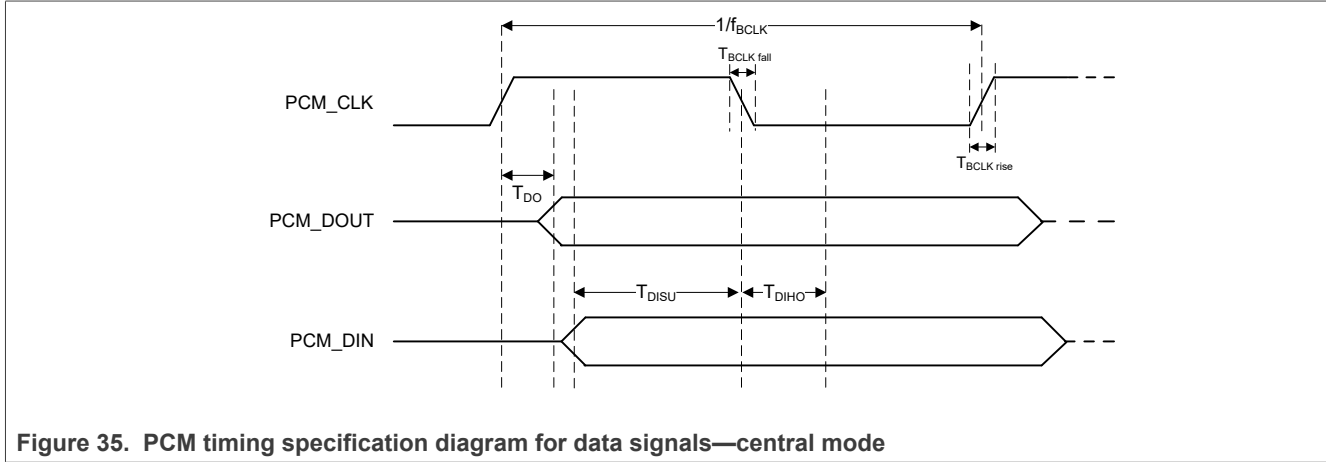 1/fBCLK
TBCLK fall
PCM_CLK
TBCLK rise
TDO
PCM_DOUT
TDISU
TDIHO
PCM_DIN
Figure 35. PCM timing specification diagram for data signals—central mode